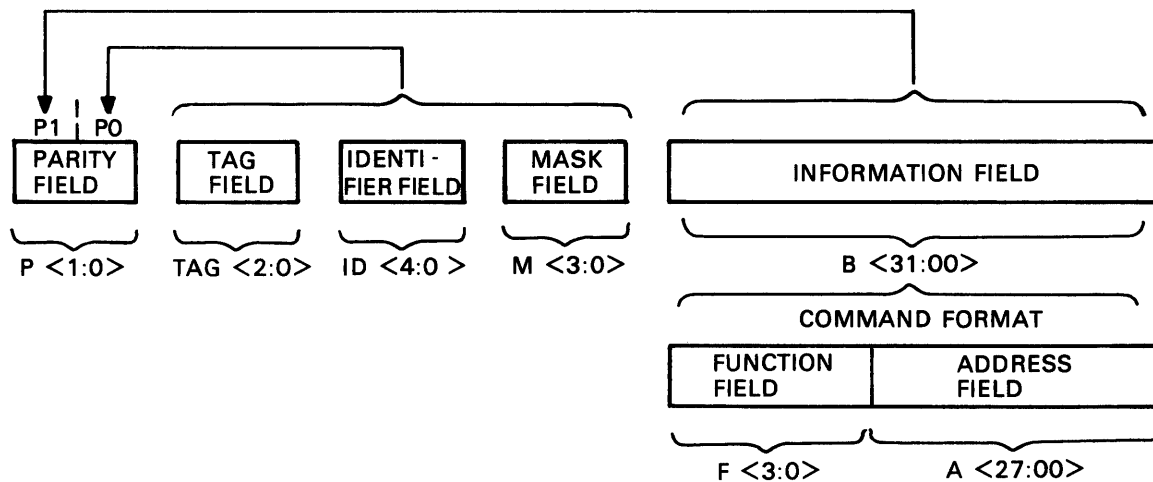 P1 P0
PARITY
FIELD
TAG
FIELD
IDENTI-
FIER FIELD
MASK
FIELD
INFORMATION FIELD
P <1:0>
TAG <2:0>
ID <4:0 >
M <3:0>
B <31:00>
COMMAND FORMAT
FUNCTION
FIELD
ADDRESS
FIELD
F <3:0>
A <27:00>